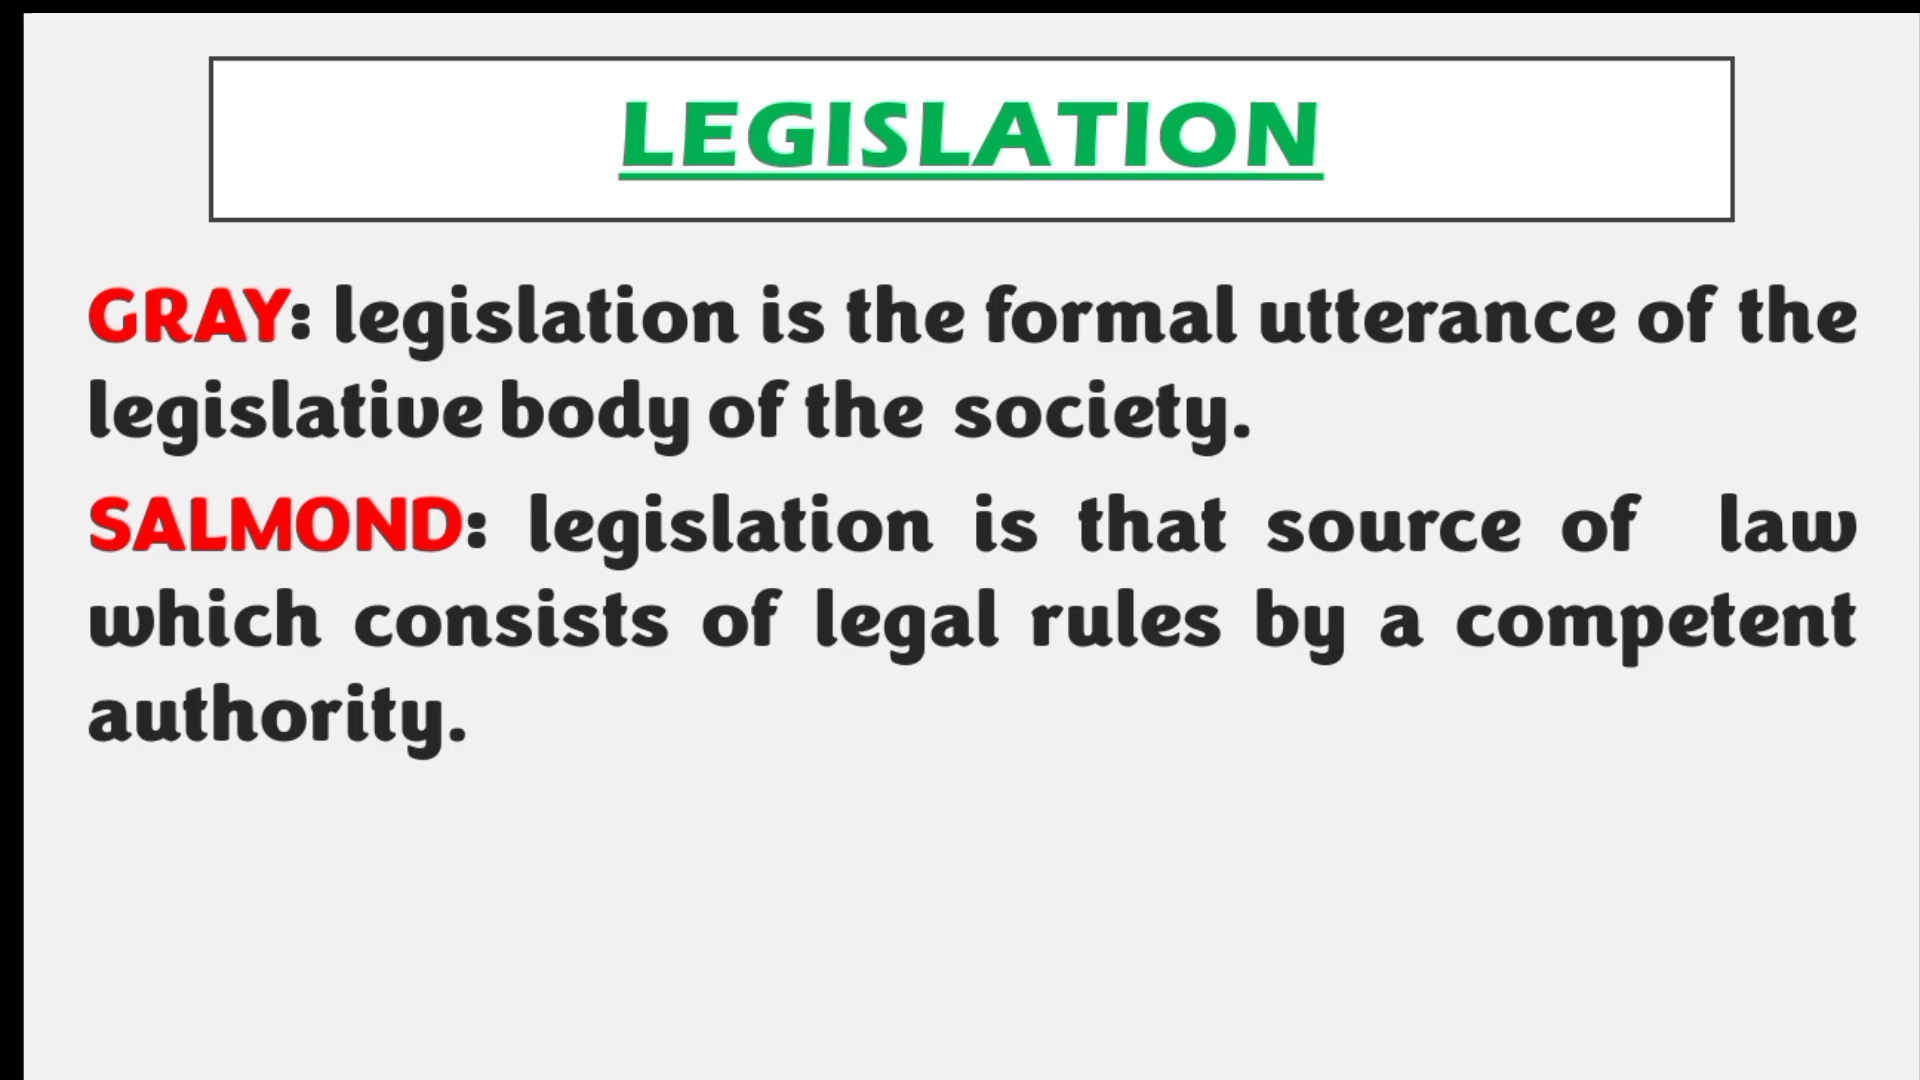 LEGISLATION
GRAY: legislation is the formal utterance of the
legislative body of the society.
SALMOND: legislation is that source of law
which consists of legal rules by a competent
authority.